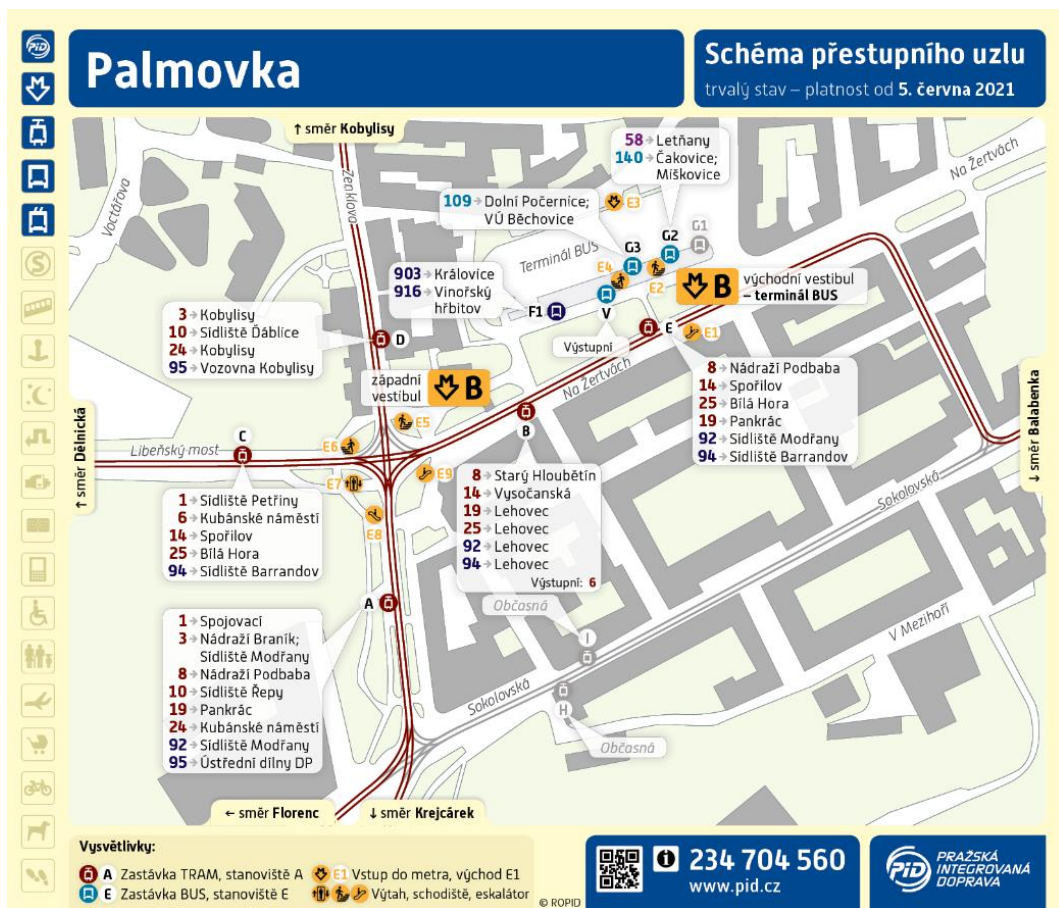 PID
Palmovka
Schéma přestupního uzlu
trvalý stav – platnost od 5. června 2021
↑ směr Kobylisy
Voctářova
Zenklova
Na Žertvách
58 → Letňany
140 → Čakovice;
Miškovice
109 → Dolní Počernice;
VÚ Běchovice
E3
Terminál BUS
G1
G2
G3
E4
E2
903 → Královice
916 → Vinořský
hřbitov
F1
V
Výstupní
B
východní vestibul
– terminál BUS
E
E1
3 → Kobylisy
10 → Sídliště Ďáblice
24 → Kobylisy
95 → Vozovna Kobylisy
D
západní
vestibul
B
Na Žertvách
8 → Nádraží Podbaba
14 → Spořilov
25 → Bílá Hora
19 → Pankrác
92 → Sídliště Modřany
94 → Sídliště Barrandov
↓ směr Balabenka
↑ směr Dělnická
Libeňský most
C
E6
E5
E7
E8
E9
B
1 → Sídliště Petřiny
6 → Kubánské náměstí
14 → Spořilov
25 → Bílá Hora
94 → Sídliště Barrandov
8 → Starý Hloubětín
14 → Vysočanská
19 → Lehovec
25 → Lehovec
92 → Lehovec
94 → Lehovec
Výstupní: 6
Sokolovská
A
1 → Spojovací
3 → Nádraží Braník;
Sídliště Modřany
8 → Nádraží Podbaba
10 → Sídliště Řepy
19 → Pankrác
24 → Kubánské náměstí
92 → Sídliště Modřany
95 → Ústřední dílny DP
Občasná
I
V Mezihoří
Sokolovská
H
Občasná
← směr Florenc
↓ směr Krejcárek
Vysvětlivky:
A Zastávka TRAM, stanoviště A
E1 Vstup do metra, východ E1
E Zastávka BUS, stanoviště E
Výtah, schodiště, eskalátor
© ROPID
234 704 560
www.pid.cz
PID
PRAŽSKÁ
INTEGROVANÁ
DOPRAVA